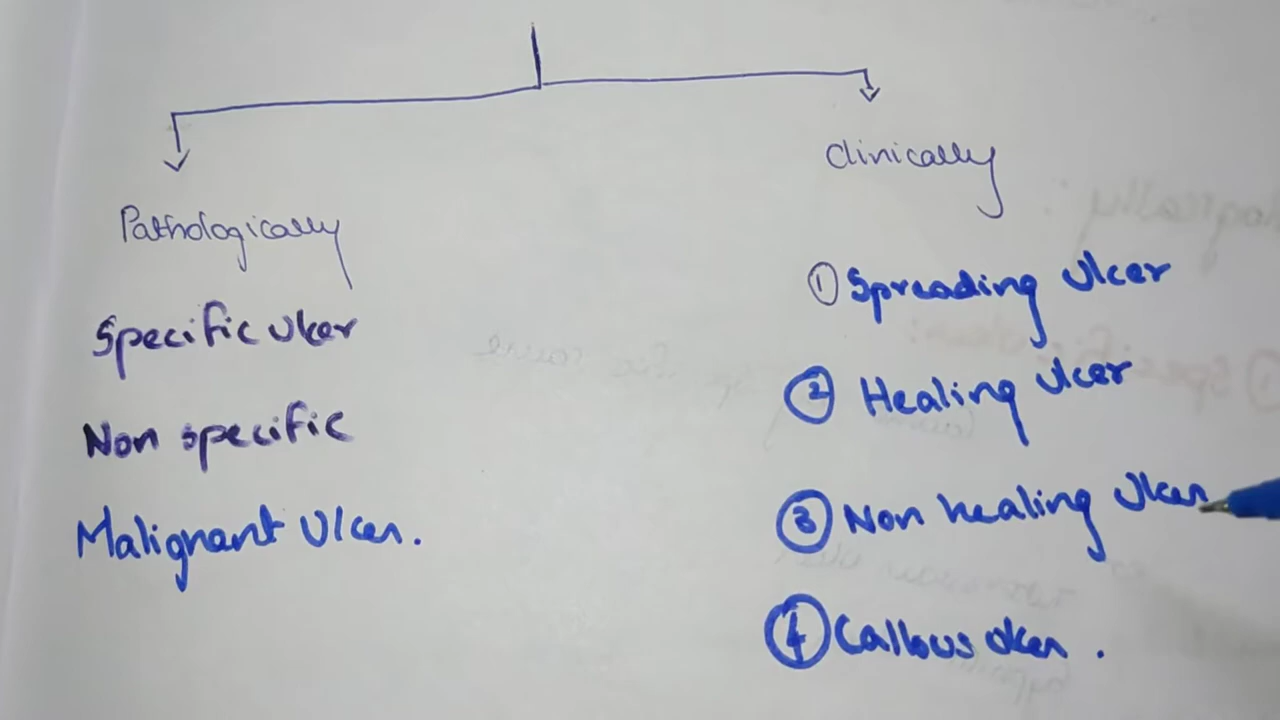 Pathologically
Specific ulcer
Non specific
Malignant Ulcer.
Clinically
① Spreading Ulcer
② Healing Ulcer
③ Non healing Ulcer
④ Callous ulcer.